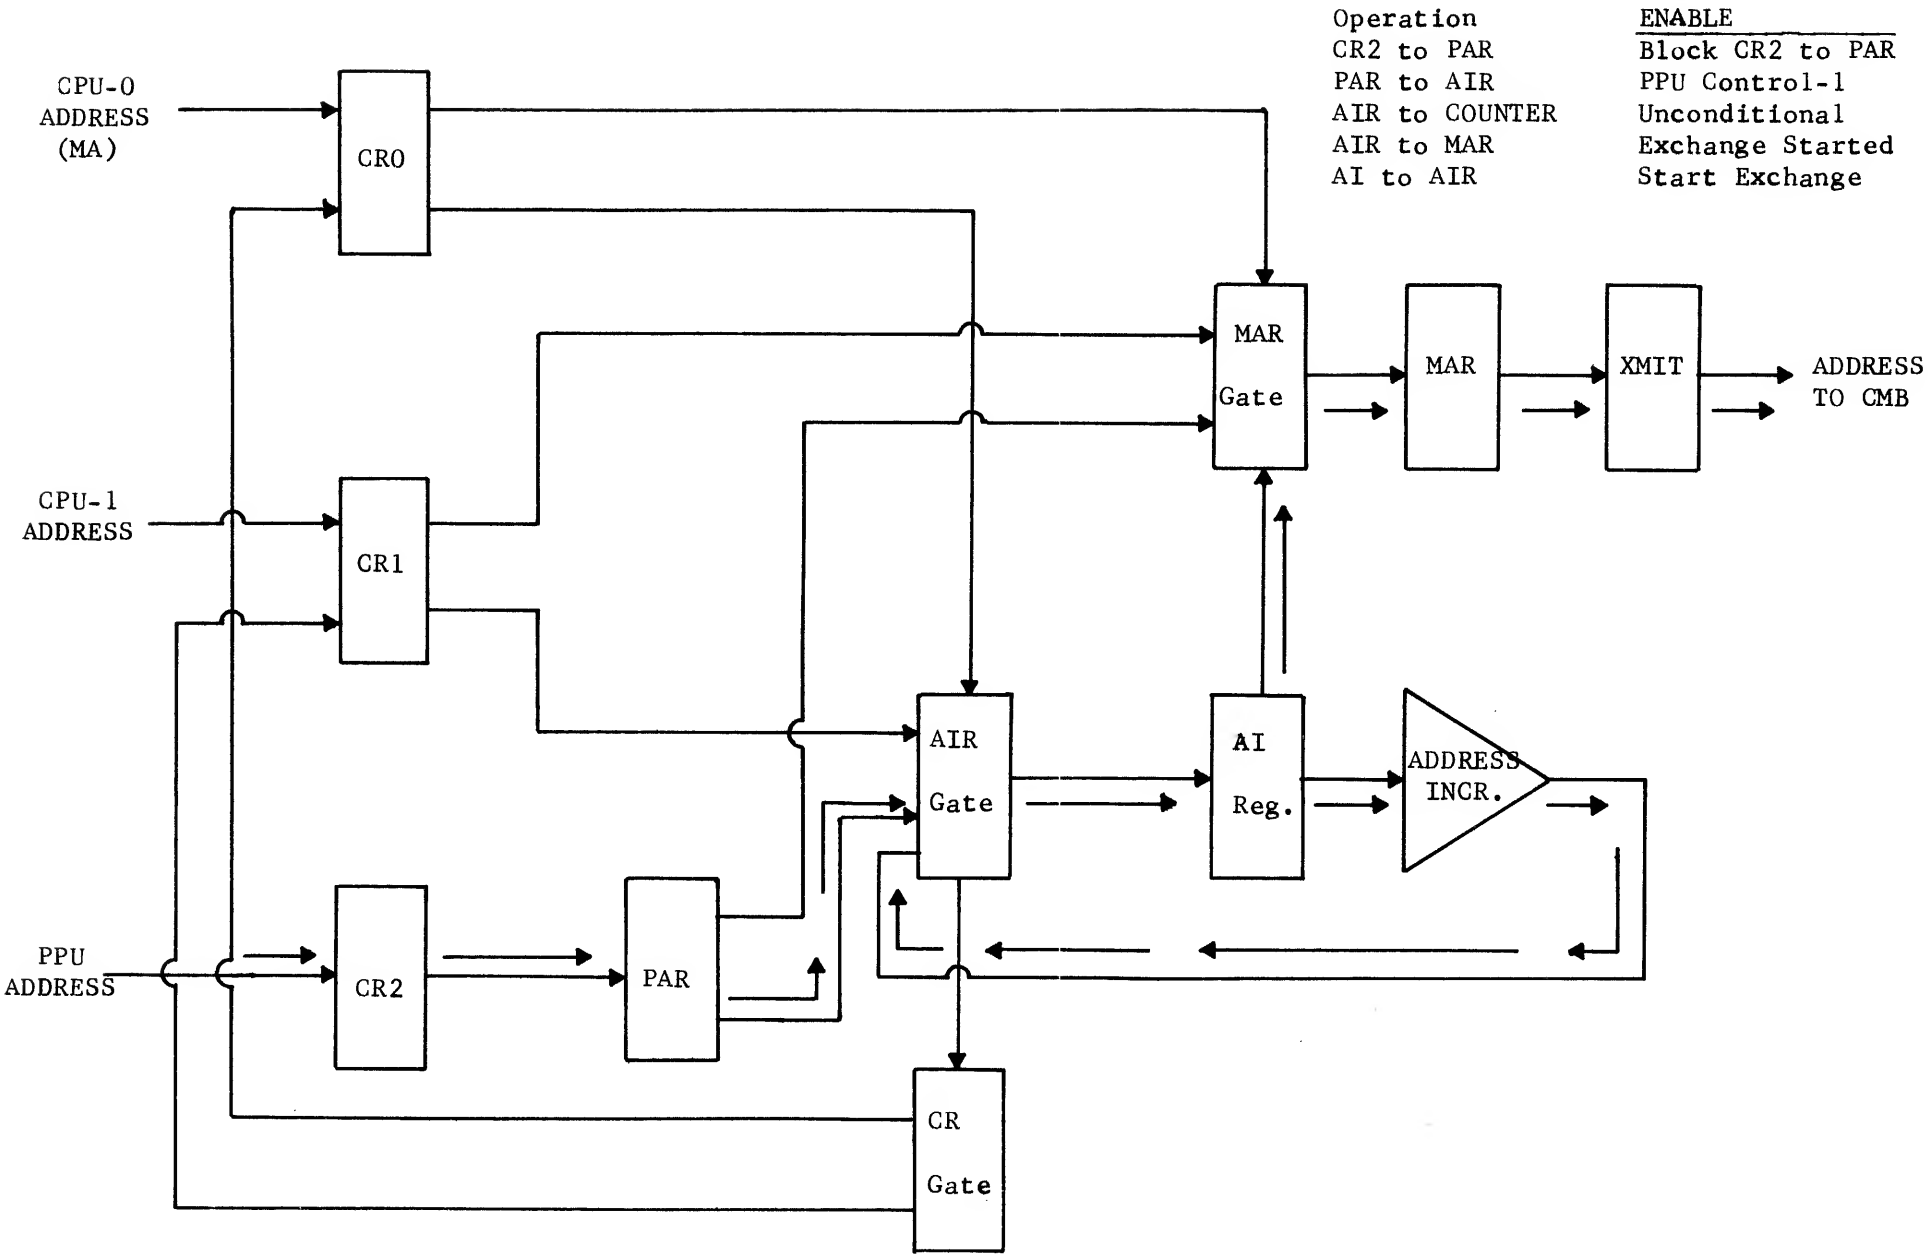 Operation ENABLE
CR2 to PAR Block CR2 to PAR
PAR to AIR PPU Control-1
AIR to COUNTER Unconditional
AIR to MAR Exchange Started
AI to AIR Start Exchange
CPU-0
ADDRESS
(MA)
CR0
MAR
Gate
MAR
XMIT
ADDRESS
TO CMB
CPU-1
ADDRESS
CR1
AIR
Gate
AI
Reg.
ADDRESS
INCR.
PPU
ADDRESS
CR2
PAR
CR
Gate